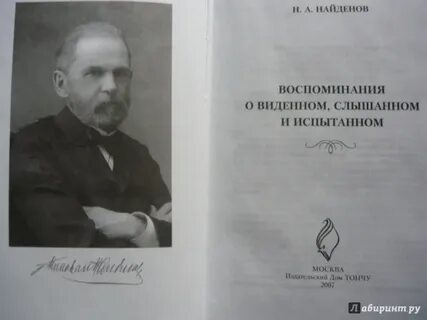 Н. А. НАЙДЕНОВ
ВОСПОМИНАНИЯ
О ВИДЕННОМ, СЛЫШАННОМ
И ИСПЫТАННОМ
МОСКВА
Издательский Дом ТОНЧУ
2007
Лабиринт.ру